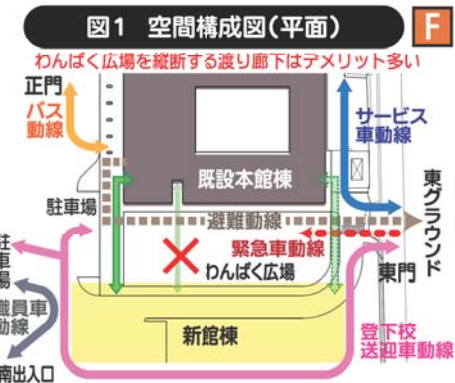 図1 空間構成図(平面)
F
わんぱく広場を縦断する渡り廊下はデメリット多い
正門
バス
動線
サービス
車動線
既設本館棟
駐車場
避難動線
東グラウンド
緊急車動線
わんぱく広場
東門
駐
車
場
職員車
動線
新館棟
登下校
送迎車動線
南出入口